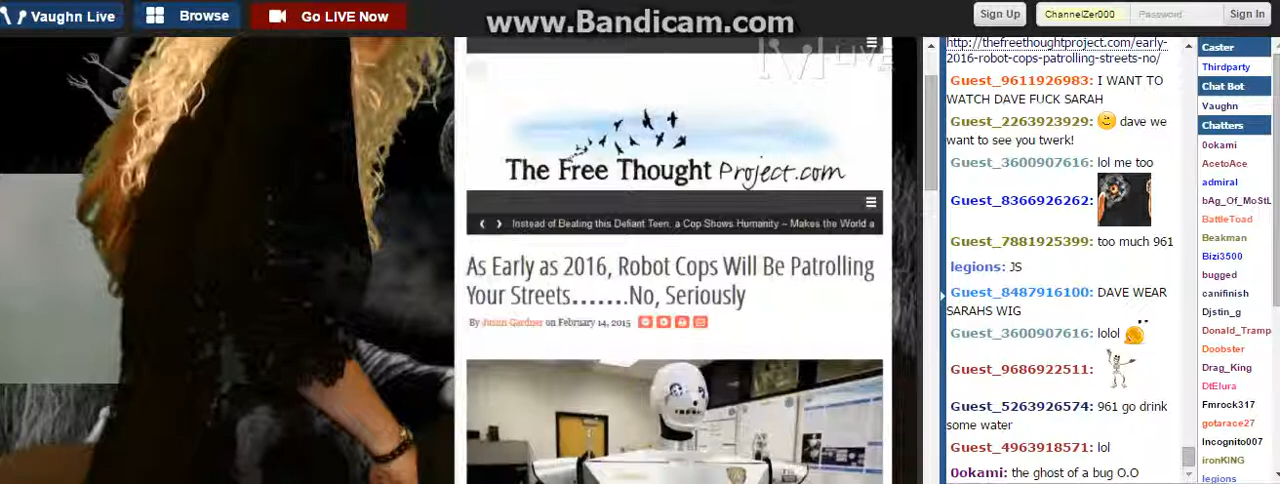 Vaughn Live
Browse
Go LIVE Now
www.Bandicam.com
Sign Up
ChannelZer000
Password
Sign In
LIVE
The Free Thought Project.com
Instead of Beating this Defiant Teen, a Cop Shows Humanity – Makes the World a
As Early as 2016, Robot Cops Will Be Patrolling
Your Streets.......No, Seriously
By Jusan Gardner on February 14, 2015
http://thefreethoughtproject.com/early-
2016-robot-cops-patrolling-streets-no/
Guest_9611926983: I WANT TO
WATCH DAVE FUCK SARAH
Guest_2263923929: dave we
want to see you twerk!
Guest_3600907616: lol me too
Guest_8366926262:
Guest_7881925399: too much 961
legions: JS
Guest_8487916100: DAVE WEAR
SARAHS WIG
Guest_3600907616: lolol
Guest_9686922511:
Guest_5263926574: 961 go drink
some water
Guest_4963918571: lol
0okami: the ghost of a bug O.O
Caster
Thirdparty
Chat Bot
Vaughn
Chatters
0okami
AcetoAce
admiral
bAg_Of_MoStL
BattleToad
Beakman
Bizi3500
bugged
canifinish
Djstin_g
Donald_Tramp
Doobster
Drag_King
DtElura
Fmrock317
gotarace27
Incognito007
ironKING
legions